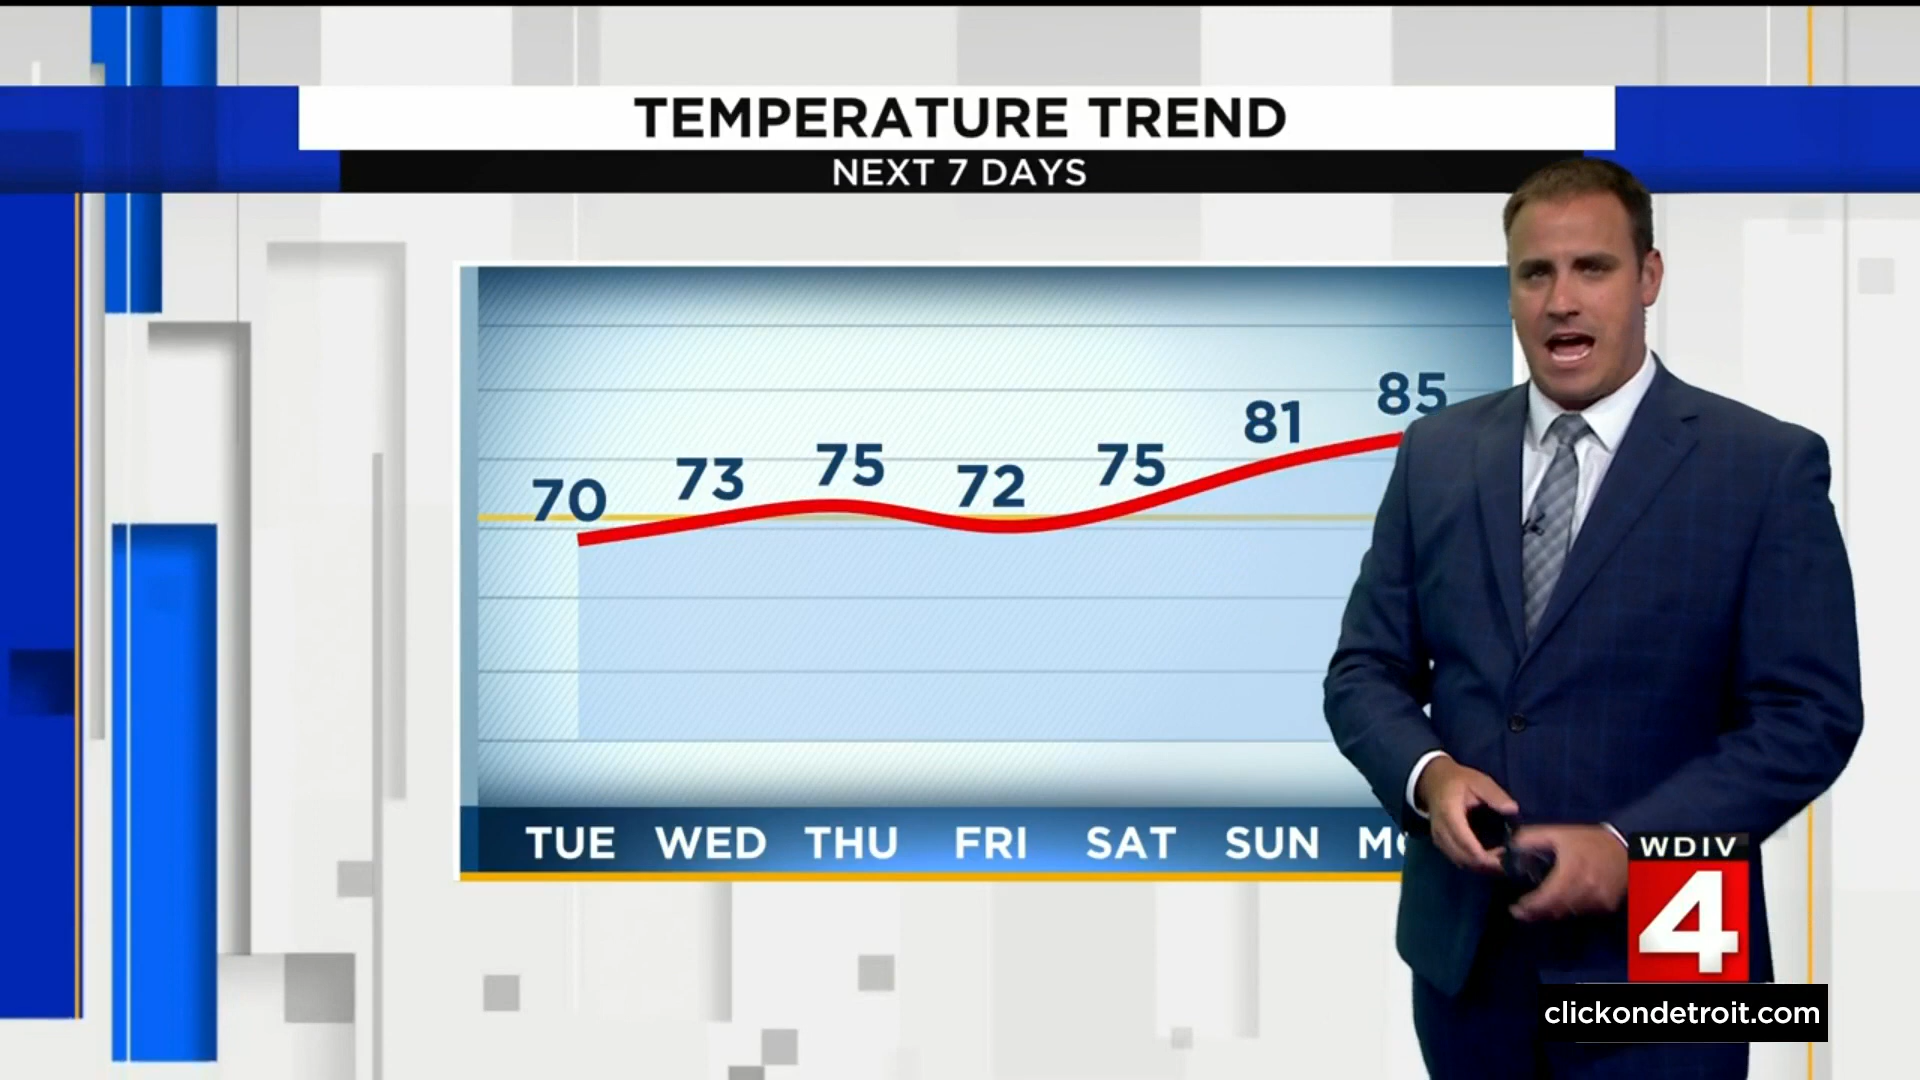 TEMPERATURE TREND
NEXT 7 DAYS
70 73 75 72 75 81 85
TUE WED THU FRI SAT SUN
WDIV
4
clickondetroit.com